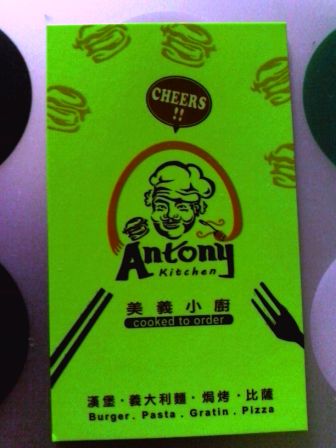 CHEERS
!!
Antony
Kitchen
美義小廚
cooked to order
漢堡·義大利麵·焗烤·比薩
Burger. Pasta. Gratin. Pizza